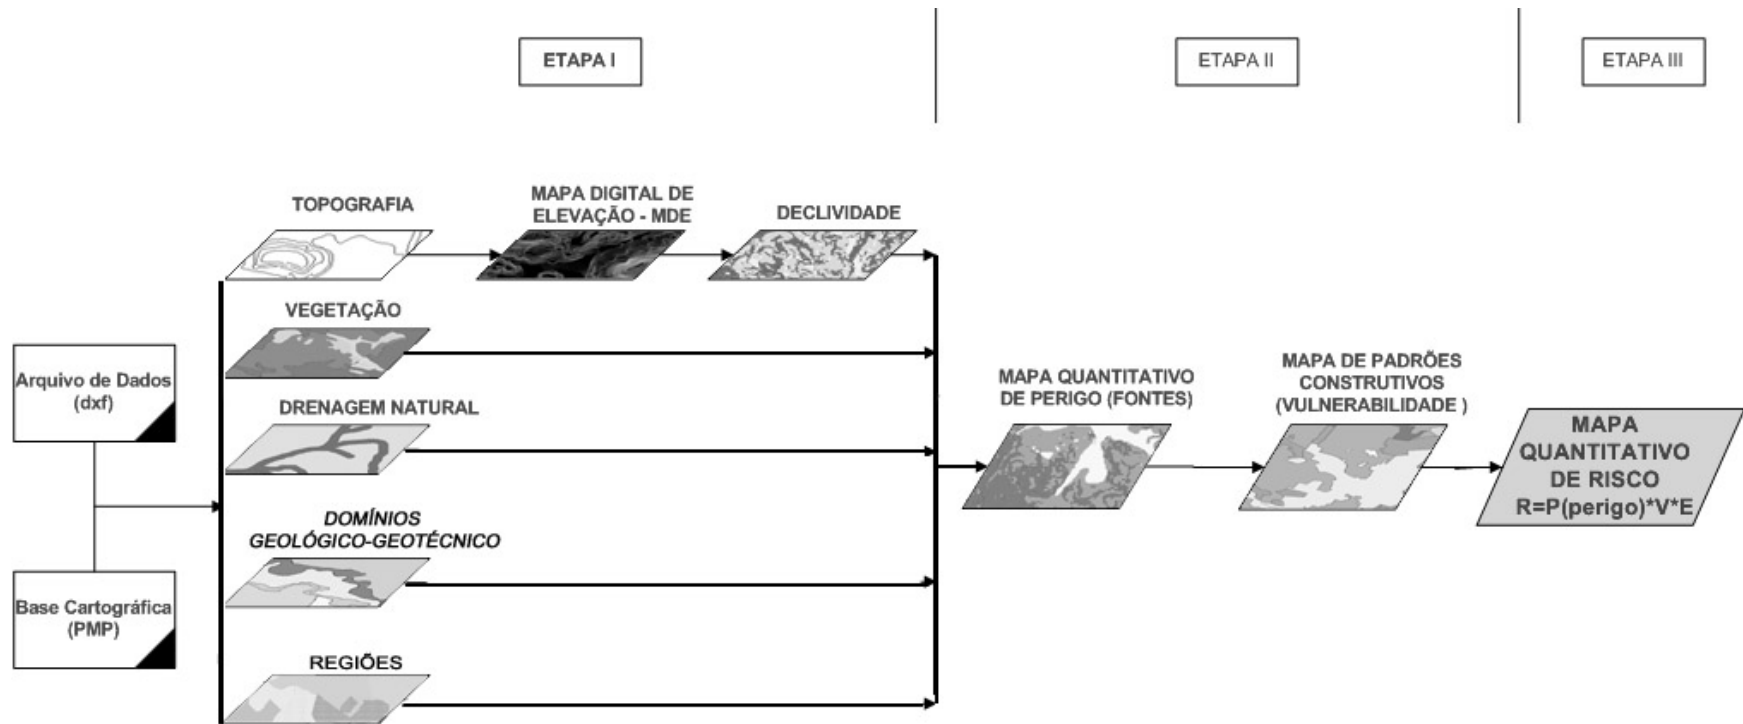 ETAPA I
ETAPA II
ETAPA III
TOPOGRAFIA
MAPA DIGITAL DE
ELEVAÇÃO - MDE
DECLIVIDADE
VEGETAÇÃO
Arquivo de Dados
(dxf)
DRENAGEM NATURAL
MAPA QUANTITATIVO
DE PERIGO (FONTES)
MAPA DE PADRÕES
CONSTRUTIVOS
(VULNERABILIDADE )
MAPA
QUANTITATIVO
DE RISCO
R=P(perigo)*V*E
DOMÍNIOS
GEOLÓGICO-GEOTÉCNICO
Base Cartográfica
(PMP)
REGIÕES